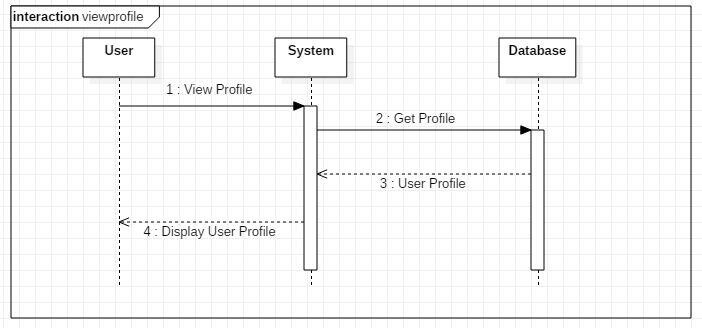 interaction viewprofile
User
System
Database
1 : View Profile
2 : Get Profile
3 : User Profile
4 : Display User Profile